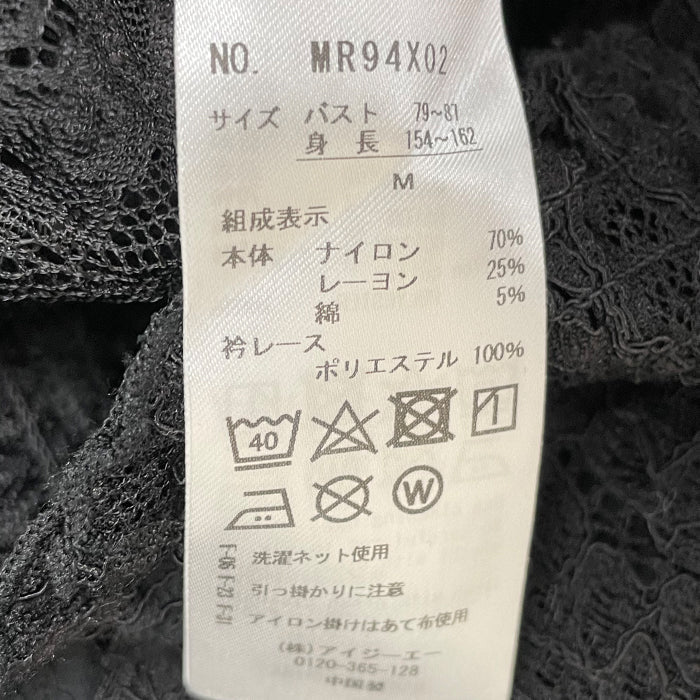 NO. MR94X02
サイズ バスト 79~87
身長 154~162
M
組成表示
本体 ナイロン 70%
レーヨン 25%
綿 5%
衿レース
ポリエステル 100%
40
1
W
F-06 F-23 F-31
洗濯ネット使用
引っ掛かりに注意
アイロン掛けはあて布使用
(株)アイジーエー
0120-365-128
中国製